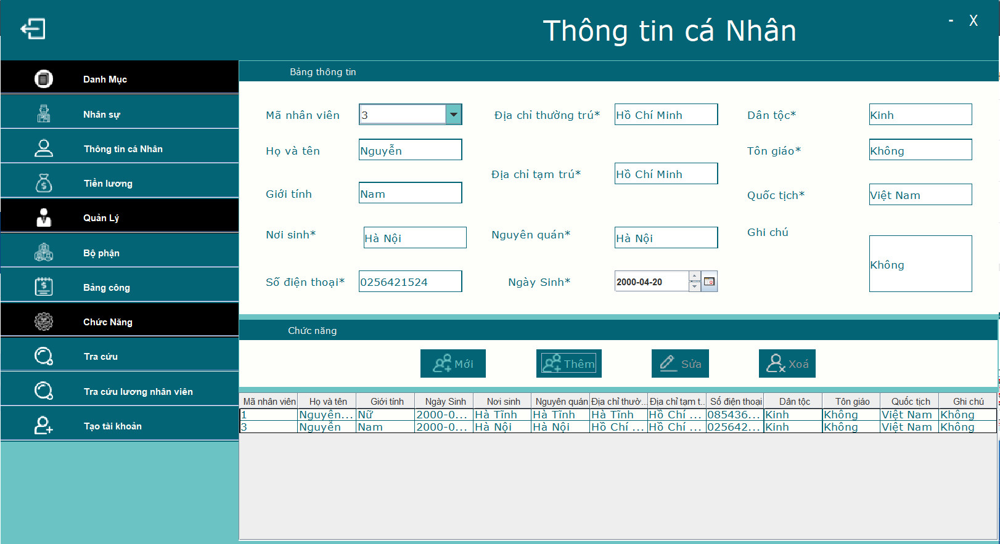 Thông tin cá Nhân
- X
Danh Mục
Nhân sự
Thông tin cá Nhân
Tiền lương
Quản Lý
Bộ phận
Bảng công
Chức Năng
Tra cứu
Tra cứu lương nhân viên
Tạo tài khoản
Bảng thông tin
Mã nhân viên 3 Địa chỉ thường trú* Hồ Chí Minh Dân tộc* Kinh
Họ và tên Nguyễn Tôn giáo* Không
Địa chỉ tạm trú* Hồ Chí Minh
Giới tính Nam Quốc tịch* Việt Nam
Nơi sinh* Hà Nội Nguyên quán* Hà Nội Ghi chú
Không
Số điện thoại* 0256421524 Ngày Sinh* 2000-04-20
Chức năng
Mới Thêm Sửa Xoá
Mã nhân viên Họ và tên Giới tính Ngày Sinh Nơi sinh Nguyên quán Địa chỉ thườ... Địa chỉ tạm t... Số điện thoại Dân tộc Tôn giáo Quốc tịch Ghi chú
1 Nguyễn... Nữ 2000-0... Hà Tĩnh Hà Tĩnh Hà Tĩnh Hồ Chí ... 085436... Kinh Không Việt Nam Không
3 Nguyễn Nam 2000-0... Hà Nội Hà Nội Hồ Chí ... Hồ Chí ... 025642... Kinh Không Việt Nam Không